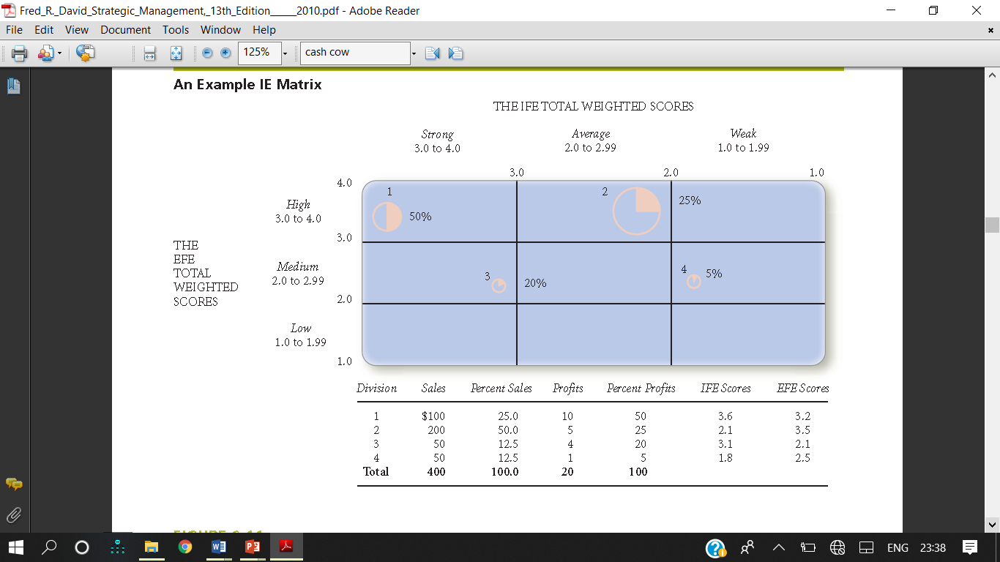 Fred_R._David_Strategic_Management,_13th_Edition_____2010.pdf - Adobe Reader
File Edit View Document Tools Window Help
125% cash cow
An Example IE Matrix
THE IFE TOTAL WEIGHTED SCORES
Strong Average Weak
3.0 to 4.0 2.0 to 2.99 1.0 to 1.99
3.0 2.0 1.0
4.0
1 2
High 25%
3.0 to 4.0 50%
3.0
THE
EFE
TOTAL
WEIGHTED
SCORES
Medium
2.0 to 2.99
3 20% 4 5%
2.0
Low
1.0 to 1.99
1.0
Division Sales Percent Sales Profits Percent Profits IFE Scores EFE Scores
1 $100 25.0 10 50 3.6 3.2
2 200 50.0 5 25 2.1 3.5
3 50 12.5 4 20 3.1 2.1
4 50 12.5 1 5 1.8 2.5
Total 400 100.0 20 100
ENG 23:38